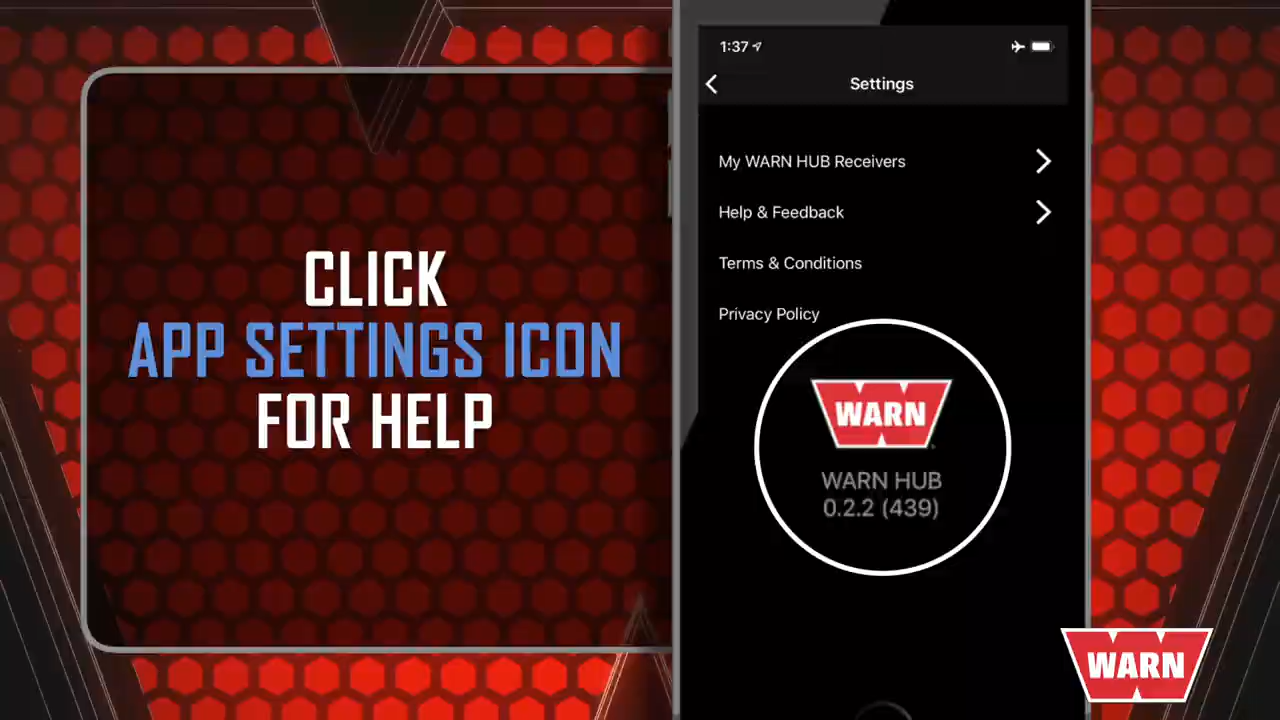 CLICK
APP SETTINGS ICON
FOR HELP
1:37
Settings
My WARN HUB Receivers
Help & Feedback
Terms & Conditions
Privacy Policy
WARN
WARN HUB
0.2.2 (439)
WARN